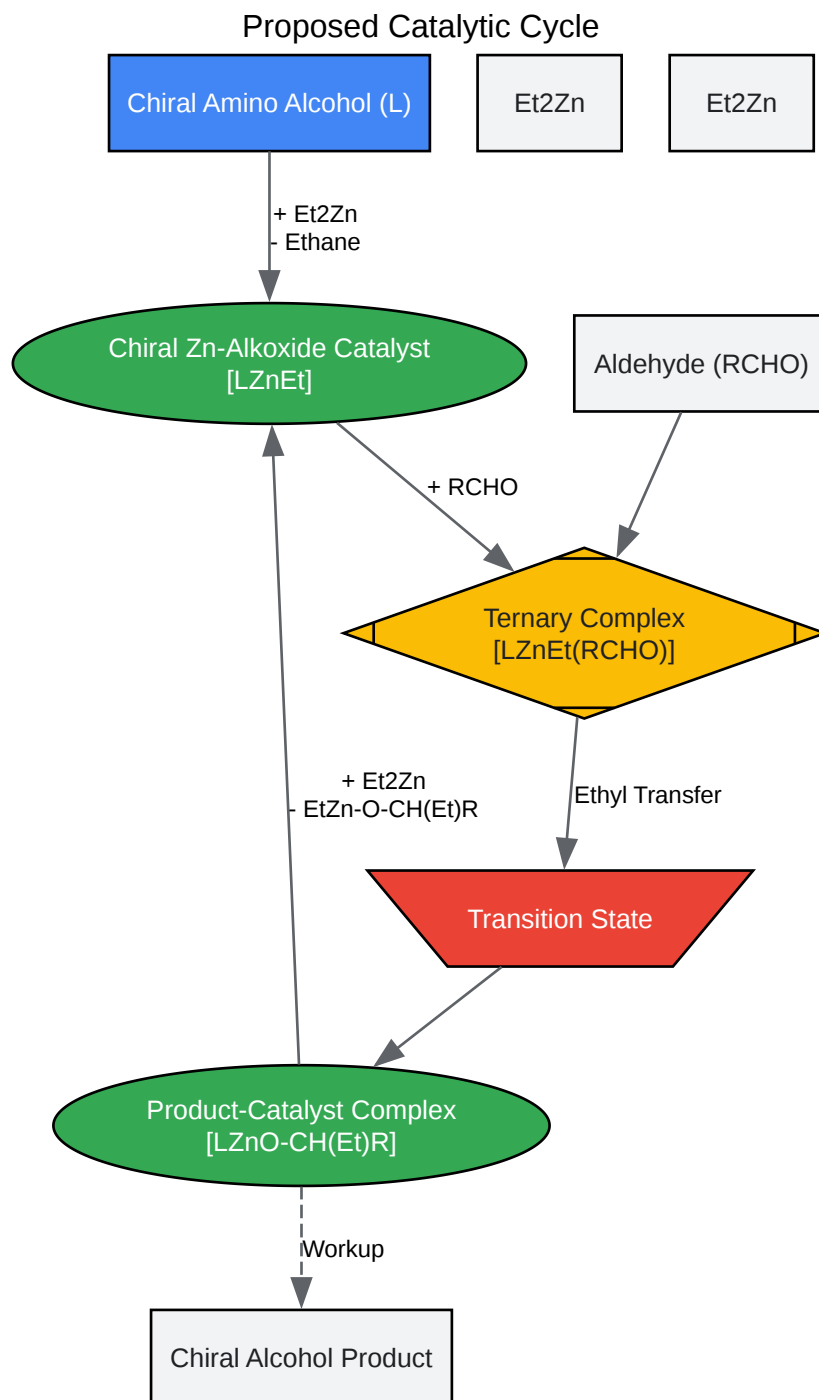 Proposed Catalytic Cycle
Chiral Amino Alcohol (L)
Et2Zn
Et2Zn
+ Et2Zn
- Ethane
Chiral Zn-Alkoxide Catalyst
[LZnEt]
Aldehyde (RCHO)
+ RCHO
Ternary Complex
[LZnEt(RCHO)]
+ Et2Zn
- EtZn-O-CH(Et)R
Ethyl Transfer
Transition State
Product-Catalyst Complex
[LZnO-CH(Et)R]
Workup
Chiral Alcohol Product